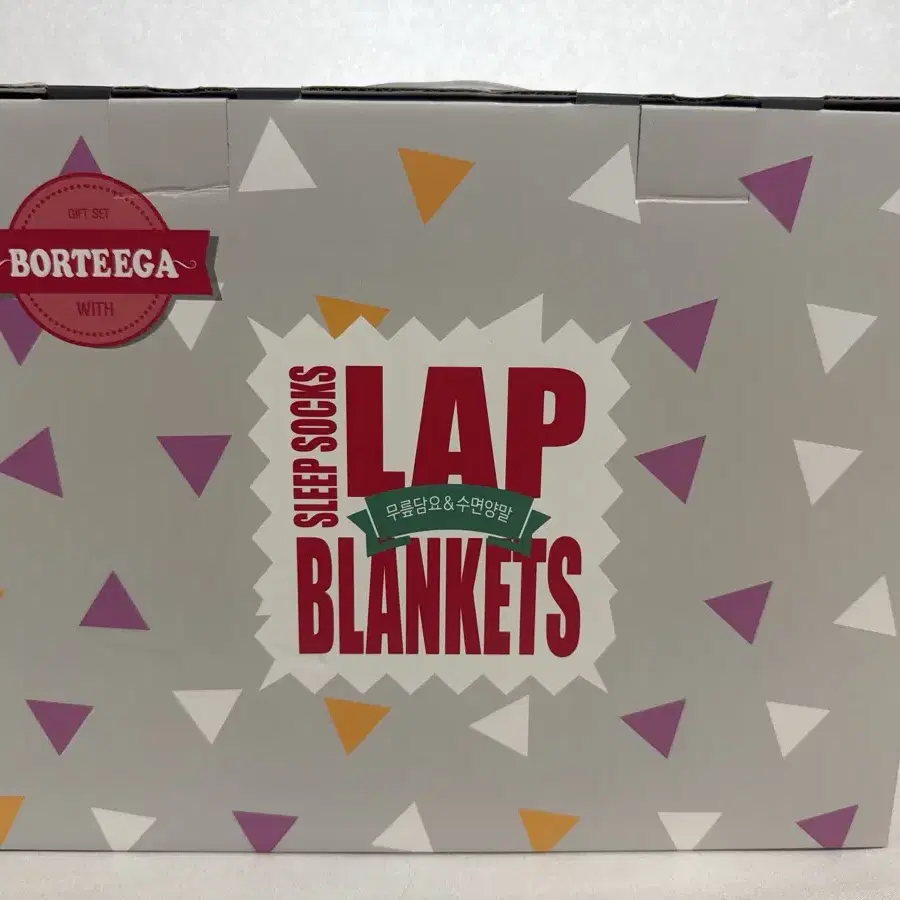 GIFT SET
BORTEEGA
WITH
SLEEP SOCKS
LAP
무릎담요&수면양말
BLANKETS